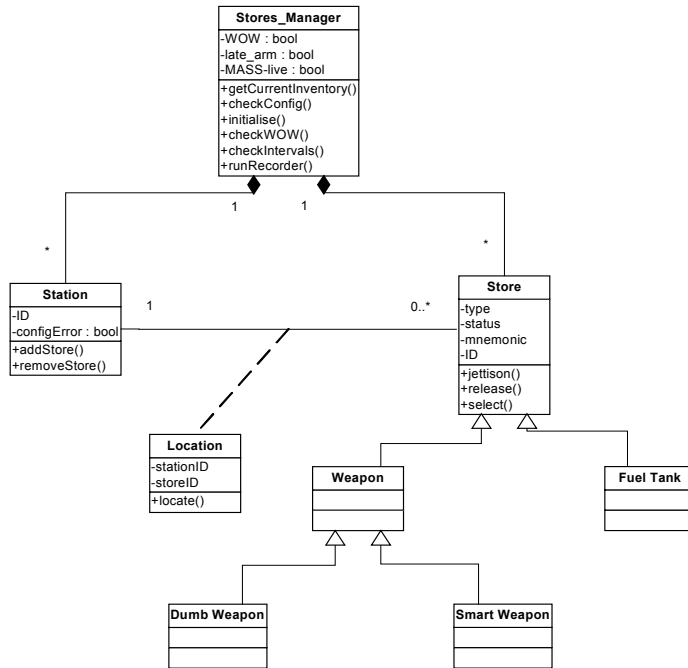 Stores_Manager
-WOW : bool
-late_arm : bool
-MASS-live : bool
+getCurrentInventory()
+checkConfig()
+initialise()
+checkWOW()
+checkIntervals()
+runRecorder()
1
1
*
*
Station
-ID
-configError : bool
+addStore()
+removeStore()
1
0..*
Store
-type
-status
-mnemonic
-ID
+jettison()
+release()
+select()
Location
-stationID
-storeID
+locate()
Weapon
Fuel Tank
Dumb Weapon
Smart Weapon